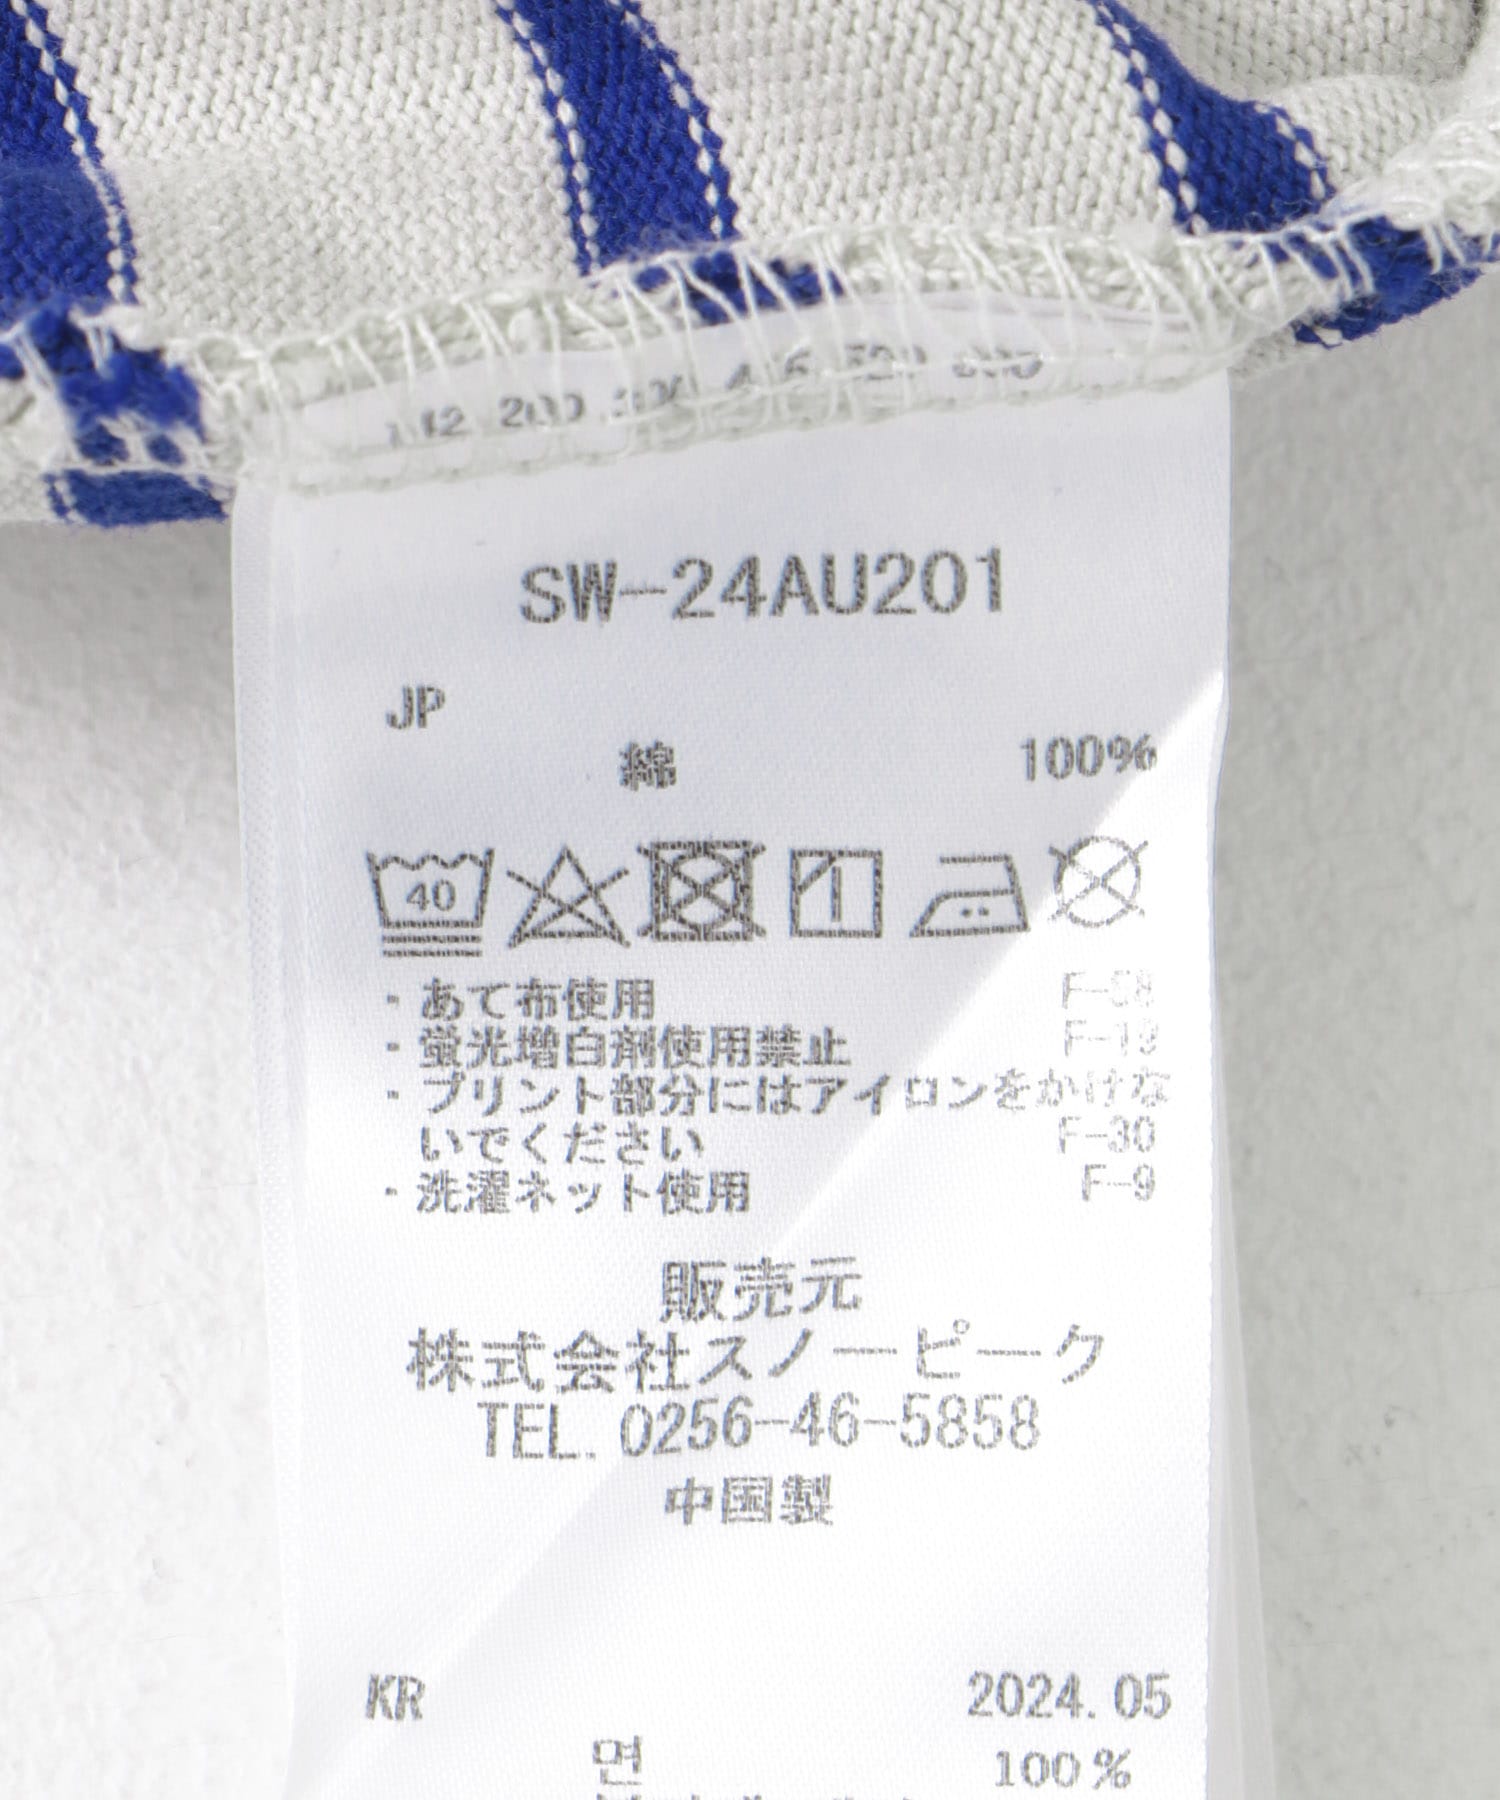 SW-24AU201
JP
綿 100%
40
・あて布使用 F-58
・蛍光増白剤使用禁止 F-19
・プリント部分にはアイロンをかけな
いでください F-30
・洗濯ネット使用 F-9
販売元
株式会社スノーピーク
TEL. 0256-46-5858
中国製
KR 2024.05
면 100%